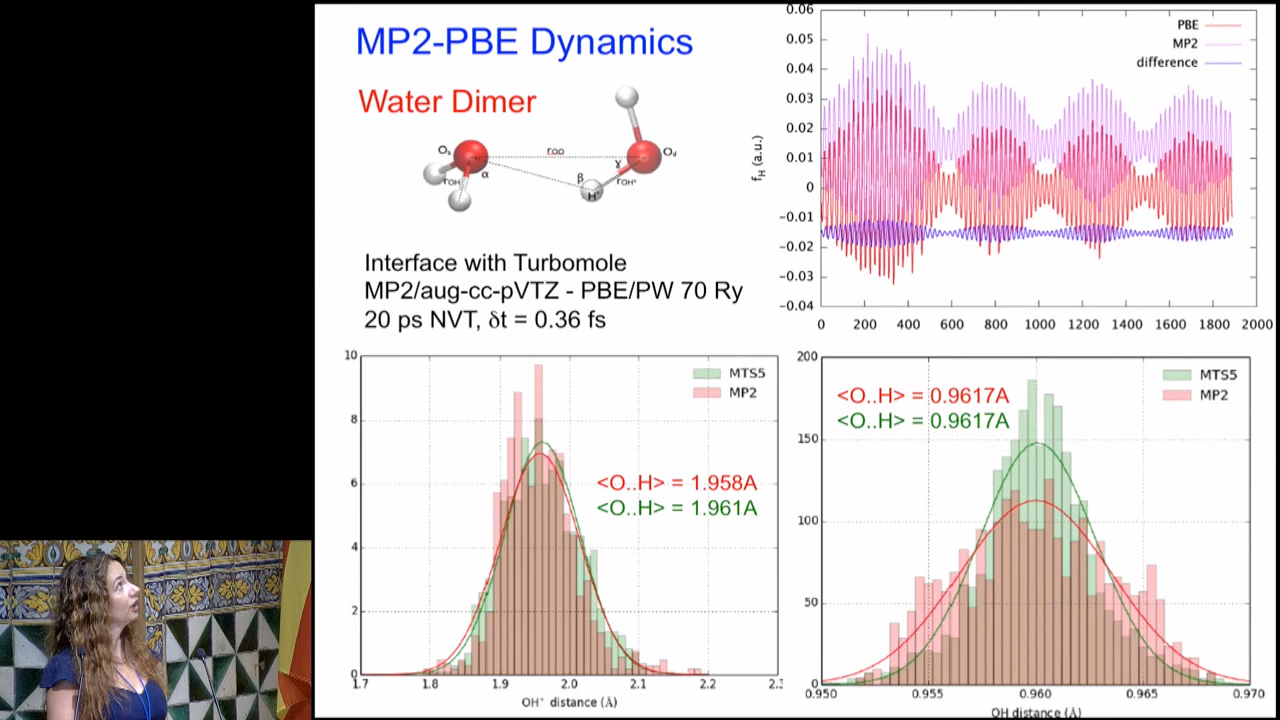 MP2-PBE Dynamics
Water Dimer
Oₐ
rOO
O_d
α
β
γ
rOH
H*
rOH*
Interface with Turbomole
MP2/aug-cc-pVTZ - PBE/PW 70 Ry
20 ps NVT, δt = 0.36 fs
PBE
MP2
difference
f_H (a.u.)
0.06
0.05
0.04
0.03
0.02
0.01
0
−0.01
−0.02
−0.03
−0.04
0 200 400 600 800 1000 1200 1400 1600 1800 2000
10
8
6
4
2
0
MTS5
MP2
<O..H> = 1.958A
<O..H> = 1.961A
1.7 1.8 1.9 2.0 2.1 2.2 2.3
OH* distance (Å)
200
150
100
50
0
MTS5
MP2
<O..H> = 0.9617A
<O..H> = 0.9617A
0.950 0.955 0.960 0.965 0.970
OH distance (Å)